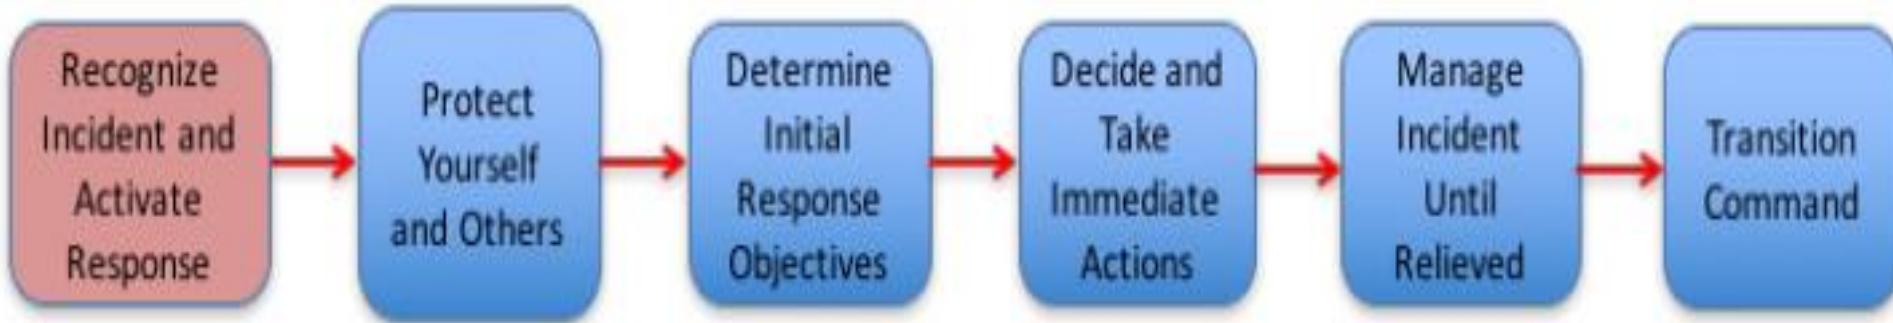 Recognize
Incident and
Activate
Response
Protect
Yourself
and Others
Determine
Initial
Response
Objectives
Decide and
Take
Immediate
Actions
Manage
Incident
Until
Relieved
Transition
Command